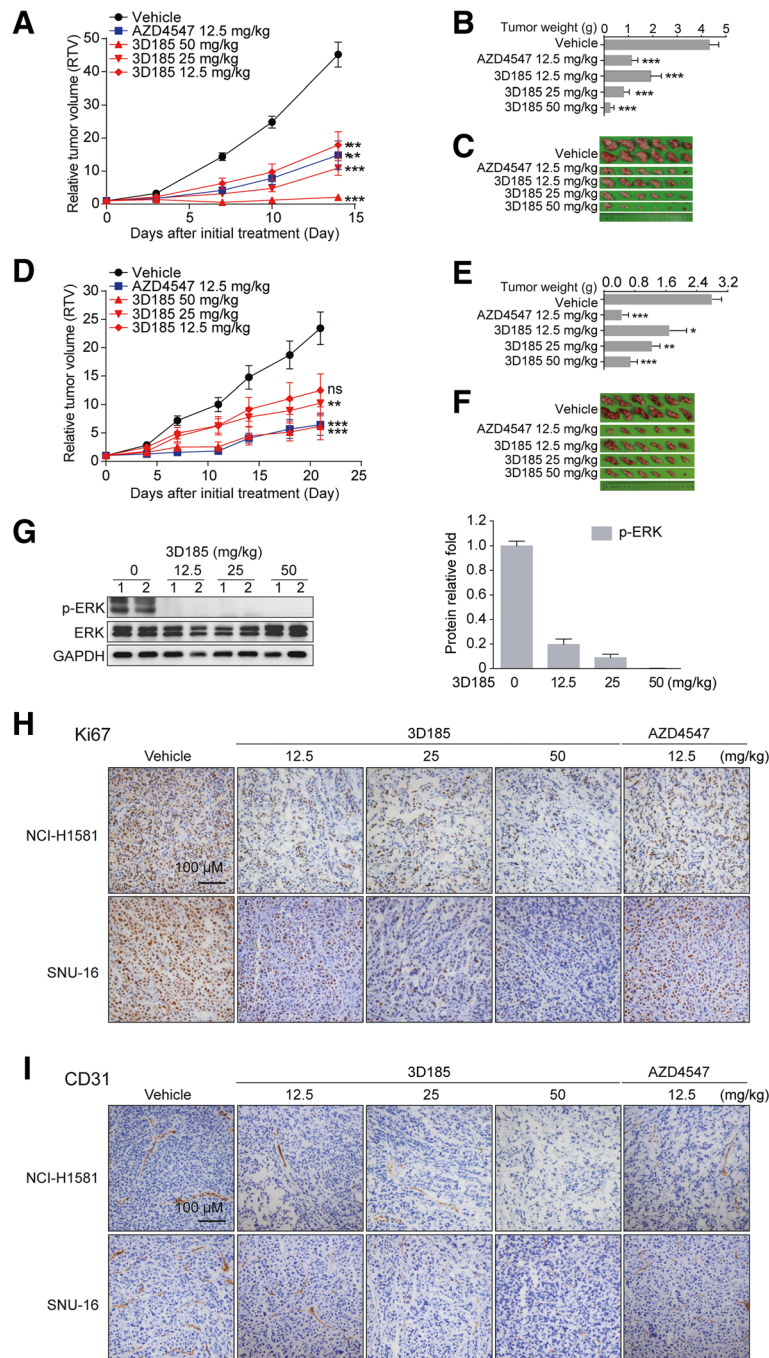 A
Vehicle
AZD4547 12.5 mg/kg
3D185 50 mg/kg
3D185 25 mg/kg
3D185 12.5 mg/kg
Relative tumor volume (RTV)
50
40
30
20
10
0
***
***
***
***
0 5 10 15
Days after initial treatment (Day)
B
Tumor weight (g)
0 1 2 3 4 5
Vehicle
AZD4547 12.5 mg/kg ***
3D185 12.5 mg/kg ***
3D185 25 mg/kg ***
3D185 50 mg/kg ***
C
Vehicle
AZD4547 12.5 mg/kg
3D185 12.5 mg/kg
3D185 25 mg/kg
3D185 50 mg/kg
D
Vehicle
AZD4547 12.5 mg/kg
3D185 50 mg/kg
3D185 25 mg/kg
3D185 12.5 mg/kg
Relative tumor volume (RTV)
30
25
20
15
10
5
0
ns
**
***
***
0 5 10 15 20 25
Days after initial treatment (Day)
E
Tumor weight (g)
0.0 0.8 1.6 2.4 3.2
Vehicle
AZD4547 12.5 mg/kg ***
3D185 12.5 mg/kg *
3D185 25 mg/kg **
3D185 50 mg/kg ***
F
Vehicle
AZD4547 12.5 mg/kg
3D185 12.5 mg/kg
3D185 25 mg/kg
3D185 50 mg/kg
G
3D185 (mg/kg)
0 12.5 25 50
1 2 1 2 1 2 1 2
p-ERK
ERK
GAPDH
Protein relative fold
1.2
1.0
0.8
0.6
0.4
0.2
0
p-ERK
3D185 0 12.5 25 50 (mg/kg)
H
Ki67
3D185 AZD4547
Vehicle 12.5 25 50 12.5 (mg/kg)
NCI-H1581
100 µM
SNU-16
I
CD31
3D185 AZD4547
Vehicle 12.5 25 50 12.5 (mg/kg)
NCI-H1581
100 µM
SNU-16